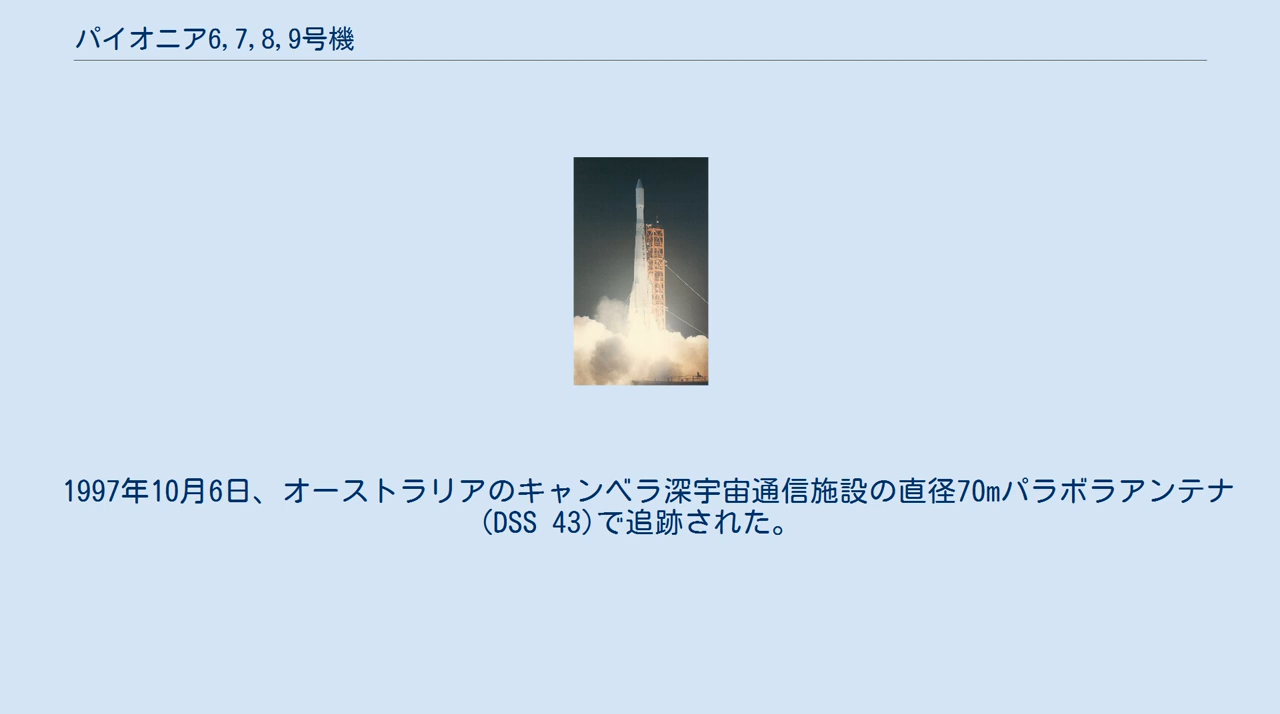 パイオニア6,7,8,9号機
1997年10月6日、オーストラリアのキャンベラ深宇宙通信施設の直径70mパラボラアンテナ
(DSS 43)で追跡された。